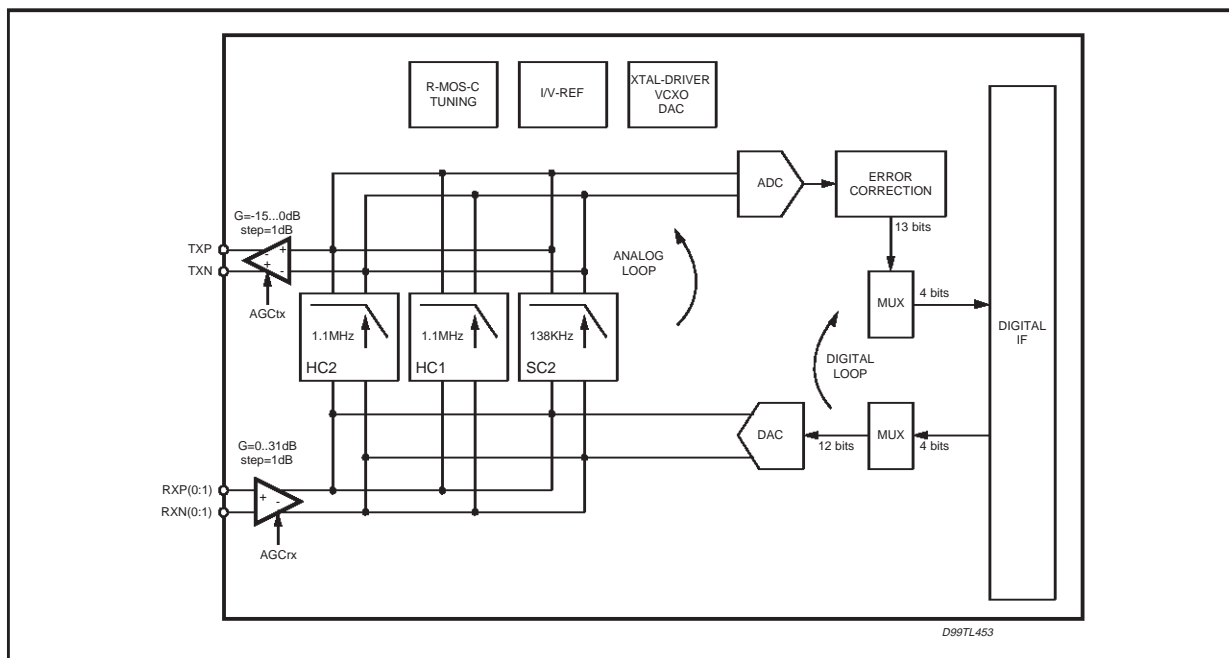 R-MOS-C
TUNING
I/V-REF
XTAL-DRIVER
VCXO
DAC
ADC
ERROR
CORRECTION
13 bits
G=-15...0dB
step=1dB
TXP
TXN
+
-
-
+
AGCtx
ANALOG
LOOP
MUX
4 bits
DIGITAL
IF
1.1MHz
HC2
1.1MHz
HC1
138KHz
SC2
DIGITAL
LOOP
DAC
12 bits
MUX
4 bits
G=0..31dB
step=1dB
RXP(0:1)
RXN(0:1)
+
-
AGCrx
D99TL453